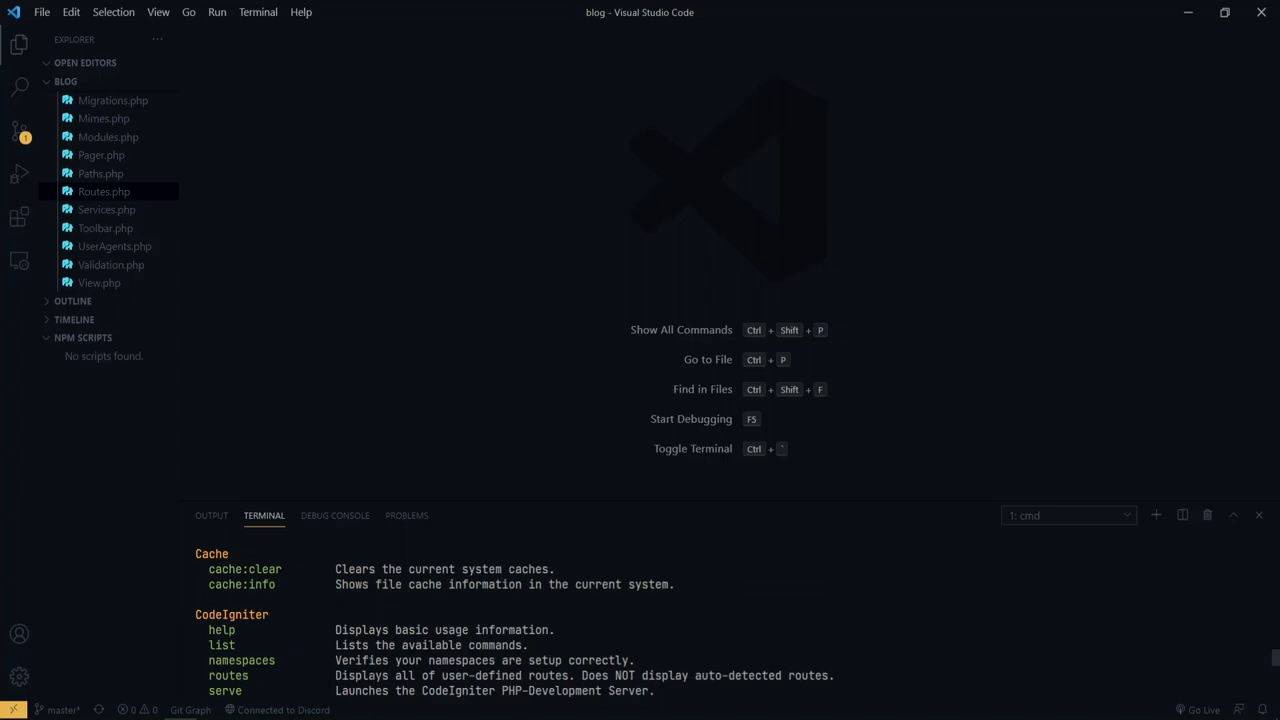 File Edit Selection View Go Run Terminal Help
blog - Visual Studio Code
EXPLORER ···
OPEN EDITORS
BLOG
Migrations.php
Mimes.php
Modules.php
Pager.php
Paths.php
Routes.php
Services.php
Toolbar.php
UserAgents.php
Validation.php
View.php
OUTLINE
TIMELINE
NPM SCRIPTS
No scripts found.
1
Show All Commands Ctrl + Shift + P
Go to File Ctrl + P
Find in Files Ctrl + Shift + F
Start Debugging F5
Toggle Terminal Ctrl + `
OUTPUT TERMINAL DEBUG CONSOLE PROBLEMS
1: cmd
Cache
cache:clear Clears the current system caches.
cache:info Shows file cache information in the current system.
CodeIgniter
help Displays basic usage information.
list Lists the available commands.
namespaces Verifies your namespaces are setup correctly.
routes Displays all of user-defined routes. Does NOT display auto-detected routes.
serve Launches the CodeIgniter PHP-Development Server.
master* 0 0 Git Graph Connected to Discord Go Live